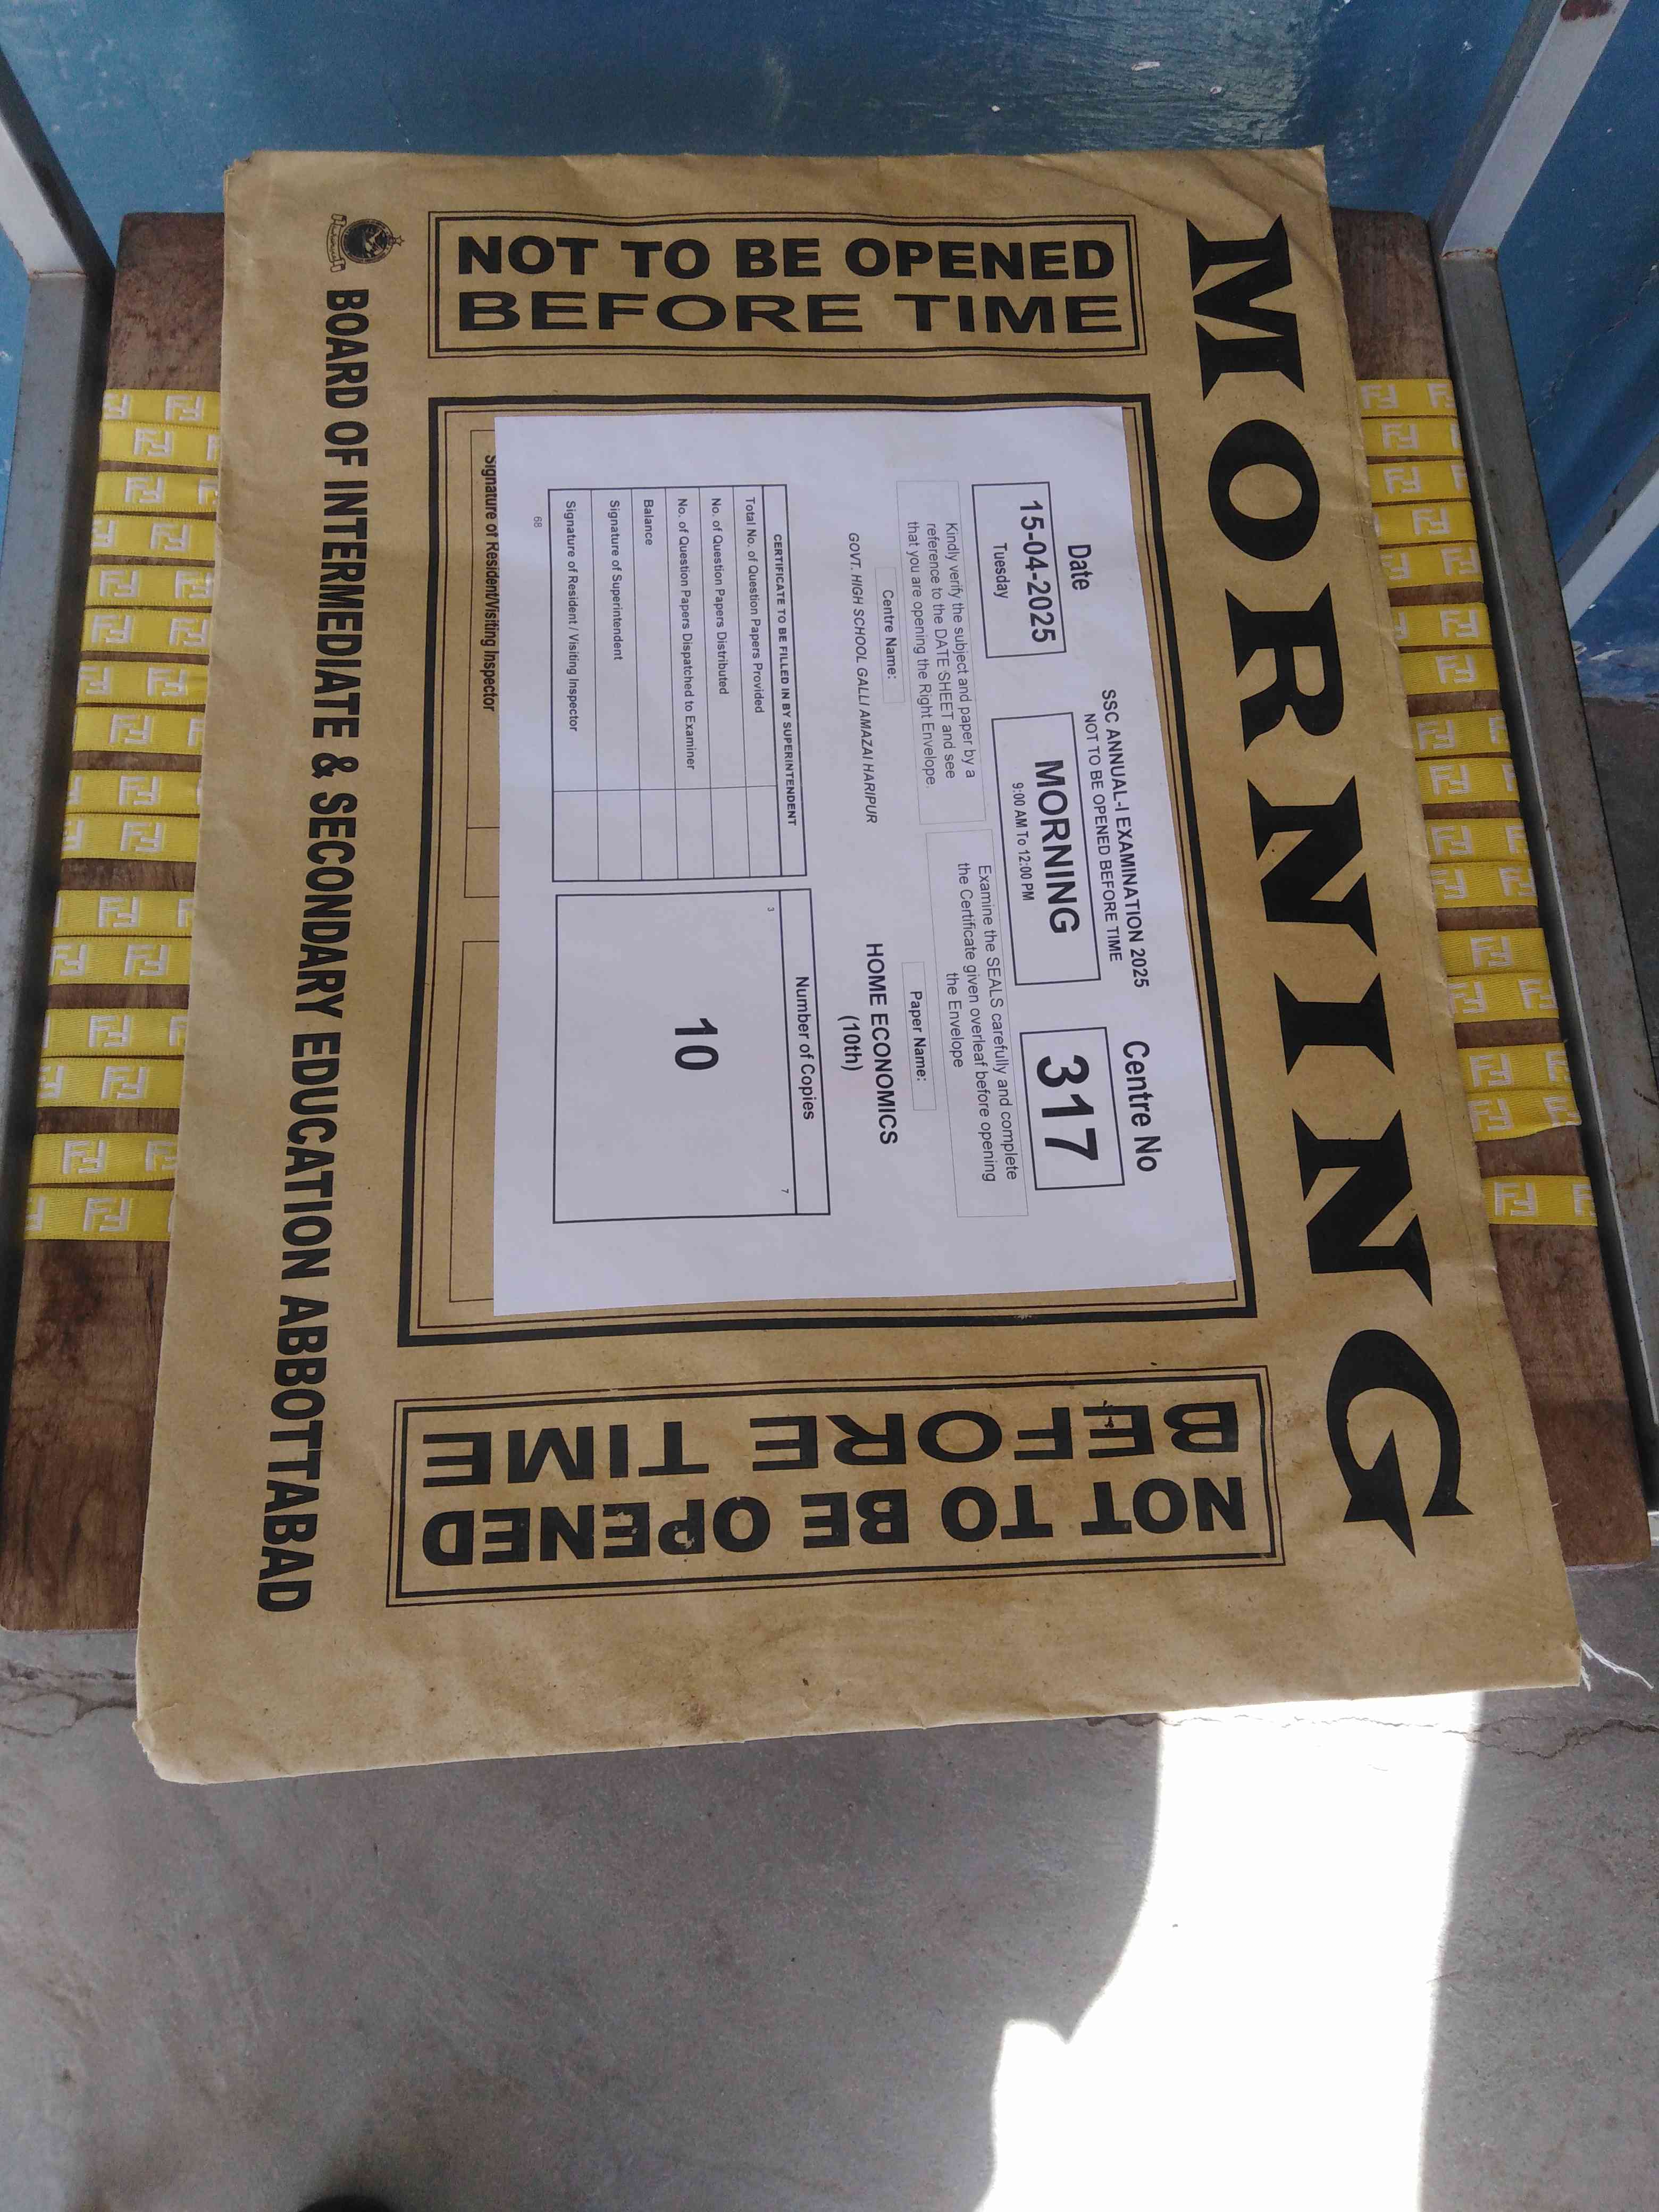 MORNING
NOT TO BE OPENED
BEFORE TIME
SSC ANNUAL-I EXAMINATION 2025
NOT TO BE OPENED BEFORE TIME
Date
15-04-2025
Tuesday
MORNING
9:00 AM To 12:00 PM
Centre No
317
Kindly verify the subject and paper by a
reference to the DATE SHEET and see
that you are opening the Right Envelope.
Examine the SEALS carefully and complete
the Certificate given overleaf before opening
the Envelope
Centre Name:
GOVT. HIGH SCHOOL GALLI AMAZAI HARIPUR
Paper Name:
HOME ECONOMICS
(10th)
CERTIFICATE TO BE FILLED IN BY SUPERINTENDENT
Total No. of Question Papers Provided
No. of Question Papers Distributed
No. of Question Papers Dispatched to Examiner
Balance
Signature of Superintendent
Signature of Resident / Visiting Inspector
Number of Copies
3
7
10
68
Signature of Resident/Visiting Inspector
NOT TO BE OPENED
BEFORE TIME
BOARD OF INTERMEDIATE & SECONDARY EDUCATION ABBOTTABAD